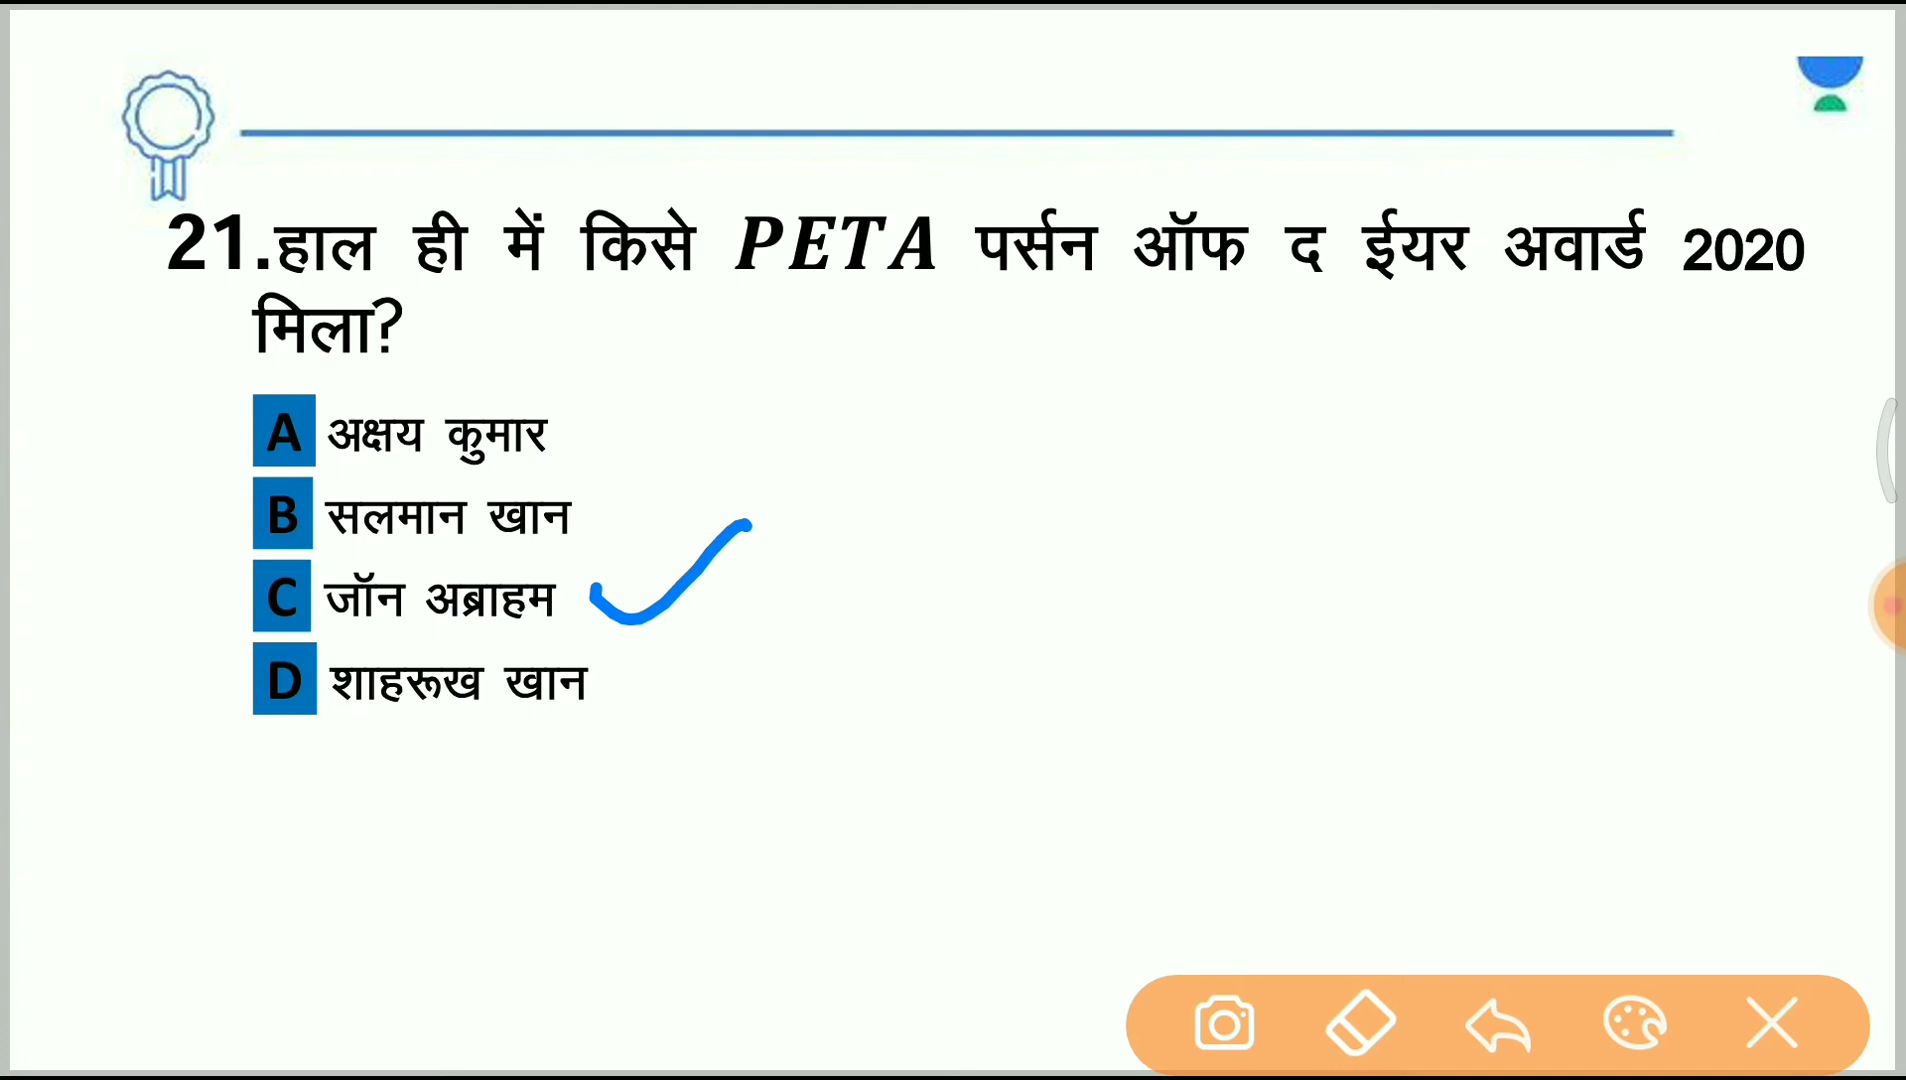 21.हाल ही में किसे PETA पर्सन ऑफ द ईयर अवार्ड 2020
मिला?
A अक्षय कुमार
B सलमान खान
C जॉन अब्राहम
D शाहरूख खान